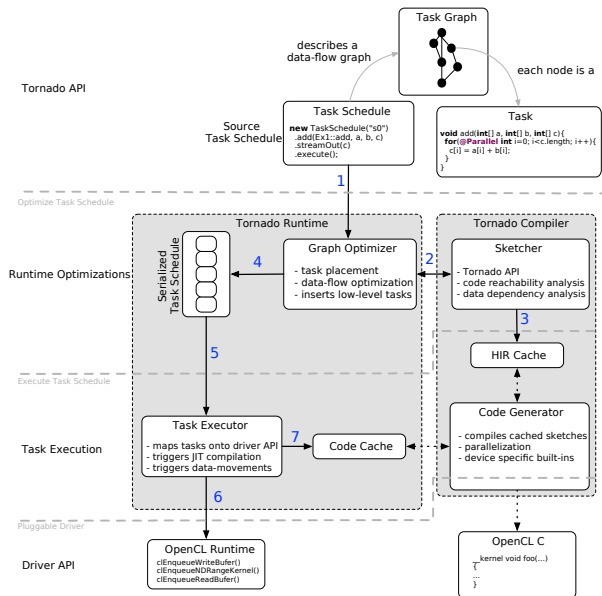 Task Graph
describes a
data-flow graph
each node is a
Tornado API
Source
Task Schedule
Task Schedule
new TaskSchedule("s0")
.add(Ex1::add, a, b, c)
.streamOut(c)
.execute();
Task
void add(int[] a, int[] b, int[] c){
for(@Parallel int i=0; i<c.length; i++){
c[i] = a[i] + b[i];
}
}
1
Optimize Task Schedule
Tornado Runtime
Tornado Compiler
Runtime Optimizations
Serialized
Task Schedule
4
Graph Optimizer
- task placement
- data-flow optimization
- inserts low-level tasks
2
Sketcher
- Tornado API
- code reachability analysis
- data dependency analysis
3
5
HIR Cache
Execute Task Schedule
Task Execution
Task Executor
- maps tasks onto driver API
- triggers JIT compilation
- triggers data-movements
7
Code Cache
Code Generator
- compiles cached sketches
- parallelization
- device specific built-ins
6
Pluggable Driver
Driver API
OpenCL Runtime
clEnqueueWriteBufer()
clEnqueueNDRangeKernel()
clEnqueueReadBufer()
OpenCL C
__kernel void foo(...)
{
...
}